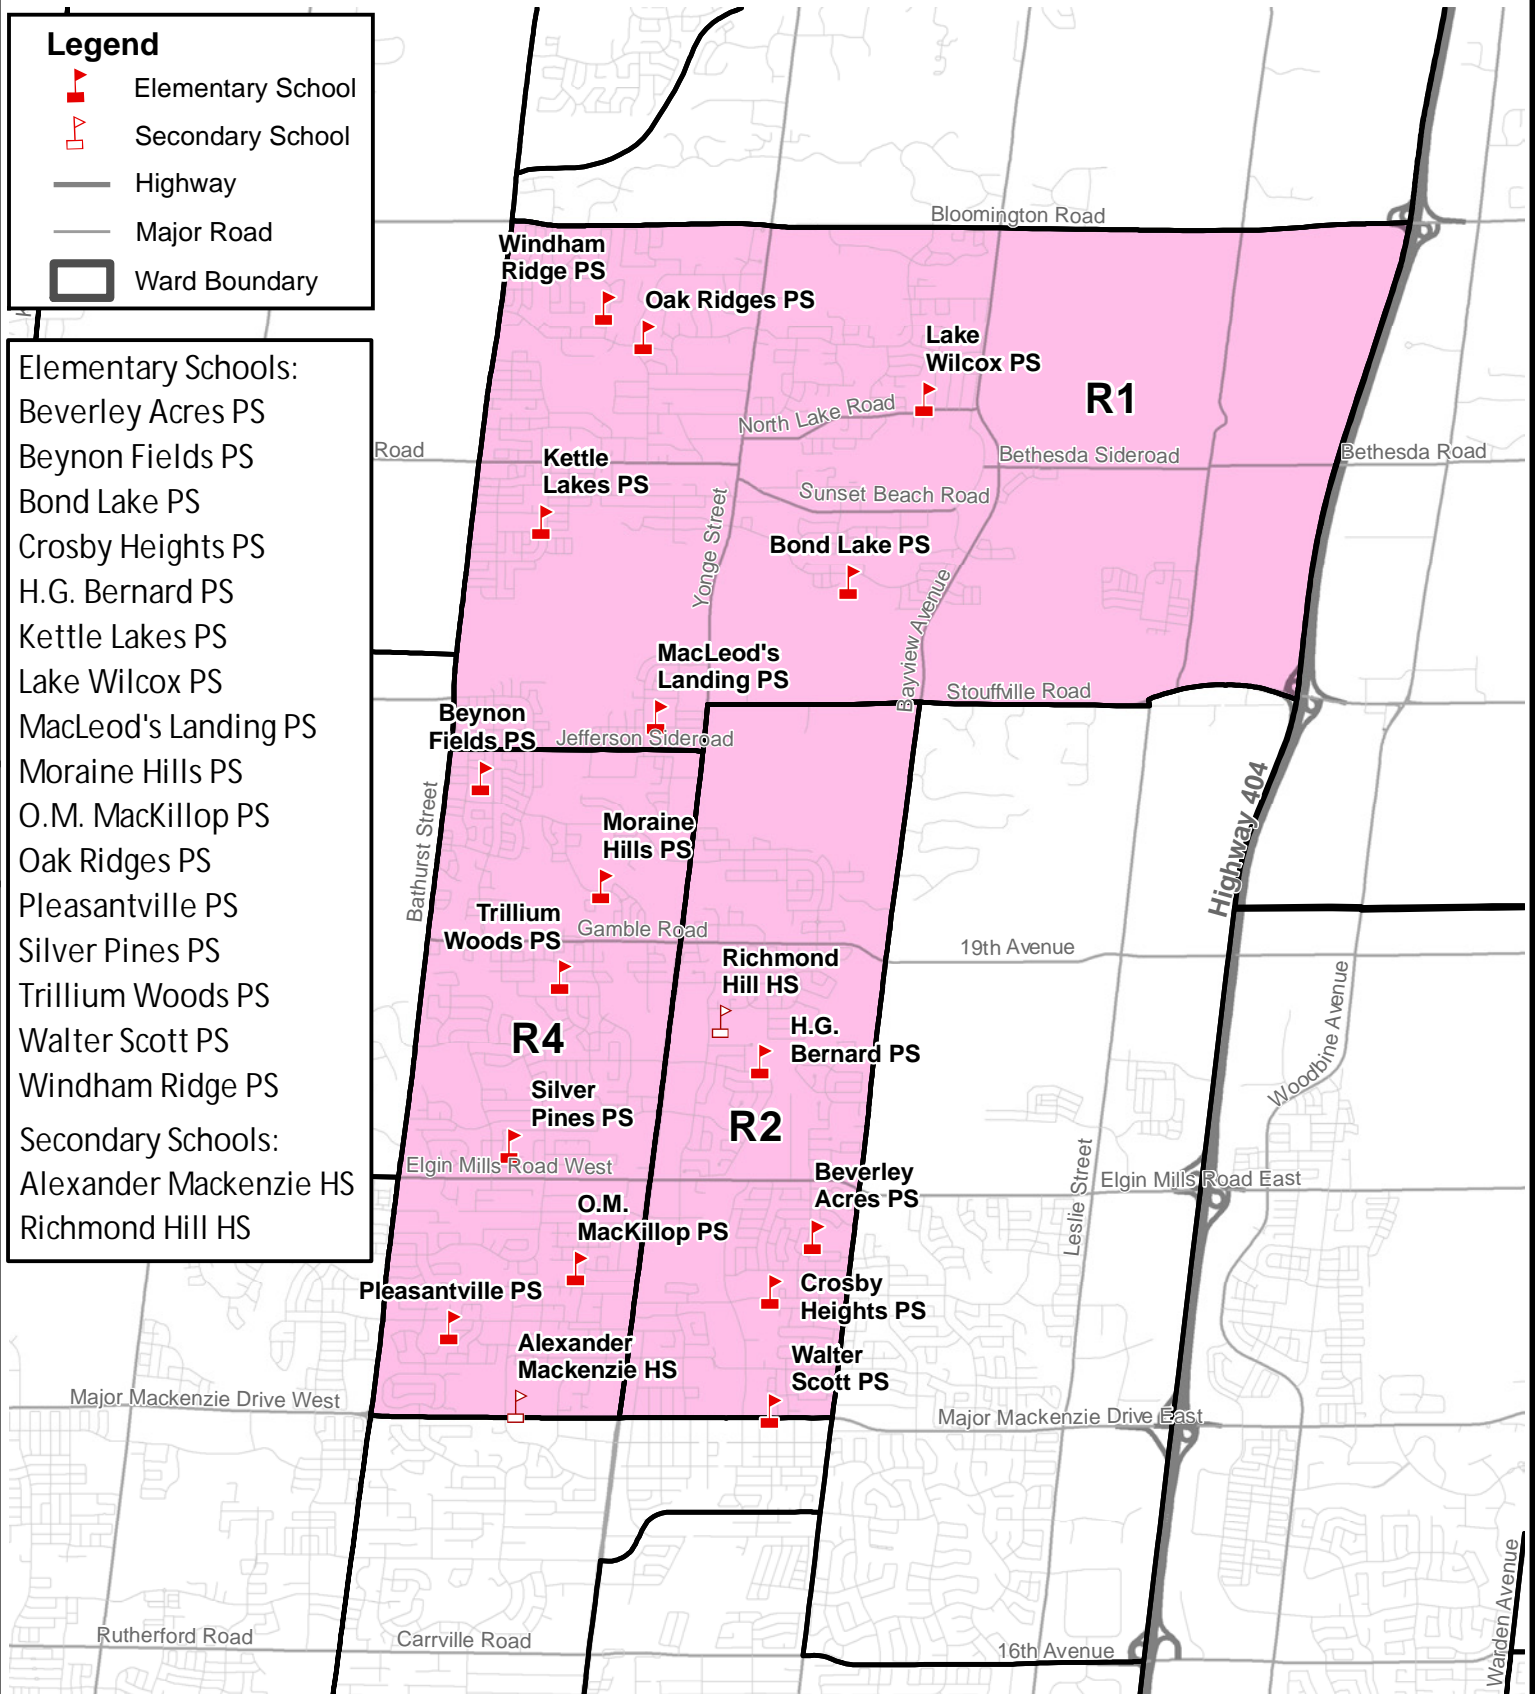 Legend
Elementary School
Secondary School
Highway
Major Road
Ward Boundary
Elementary Schools:
Beverley Acres PS
Beynon Fields PS
Bond Lake PS
Crosby Heights PS
H.G. Bernard PS
Kettle Lakes PS
Lake Wilcox PS
MacLeod's Landing PS
Moraine Hills PS
O.M. MacKillop PS
Oak Ridges PS
Pleasantville PS
Silver Pines PS
Trillium Woods PS
Walter Scott PS
Windham Ridge PS
Secondary Schools:
Alexander Mackenzie HS
Richmond Hill HS
Bloomington Road
Windham
Ridge PS
Oak Ridges PS
Lake
Wilcox PS
R1
North Lake Road
Road
Kettle
Lakes PS
Bethesda Sideroad
Bethesda Road
Sunset Beach Road
Yonge Street
Bond Lake PS
Bayview Avenue
MacLeod's
Landing PS
Stouffville Road
Beynon
Fields PS
Jefferson Sideroad
Bathurst Street
Highway 404
Moraine
Hills PS
Trillium
Woods PS
Gamble Road
19th Avenue
Richmond
Hill HS
R4
H.G.
Bernard PS
Woodbine Avenue
Silver
Pines PS
R2
Elgin Mills Road West
Beverley
Acres PS
Leslie Street
Elgin Mills Road East
O.M.
MacKillop PS
Pleasantville PS
Crosby
Heights PS
Alexander
Mackenzie HS
Walter
Scott PS
Major Mackenzie Drive West
Major Mackenzie Drive East
Rutherford Road
Carrville Road
16th Avenue
Warden Avenue